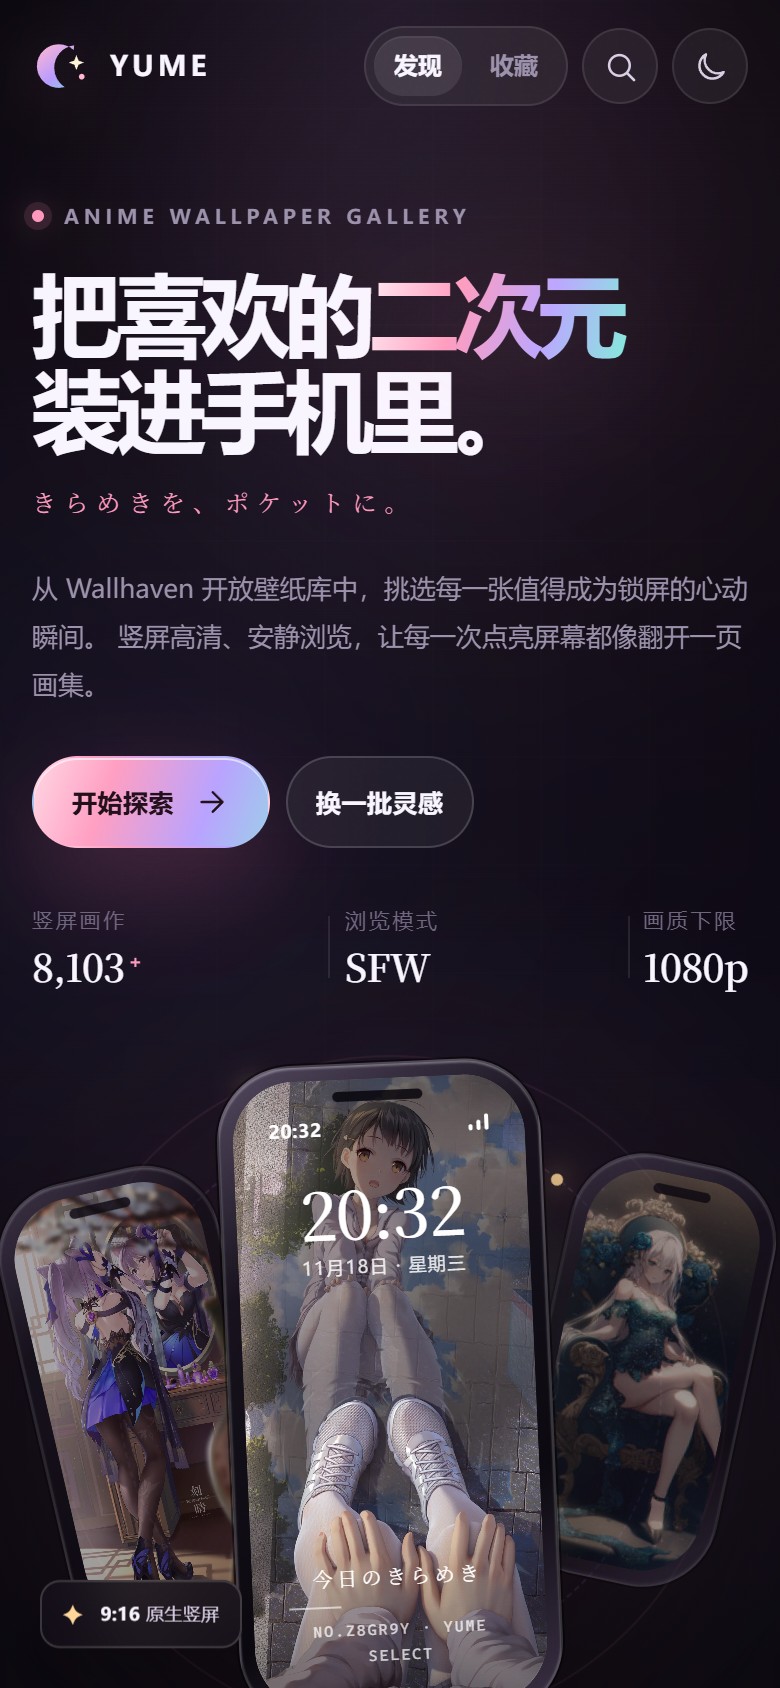 YUME
发现 收藏
ANIME WALLPAPER GALLERY
把喜欢的二次元
装进手机里。
きらめきを、ポケットに。
从 Wallhaven 开放壁纸库中，挑选每一张值得成为锁屏的心动
瞬间。 竖屏高清、安静浏览，让每一次点亮屏幕都像翻开一页
画集。
开始探索 →
换一批灵感
竖屏画作 浏览模式 画质下限
8,103+ SFW 1080p
20:32
20:32
11月18日 · 星期三
刻晴
今日のきらめき
NO.Z8GR9Y · YUME
SELECT
9:16 原生竖屏